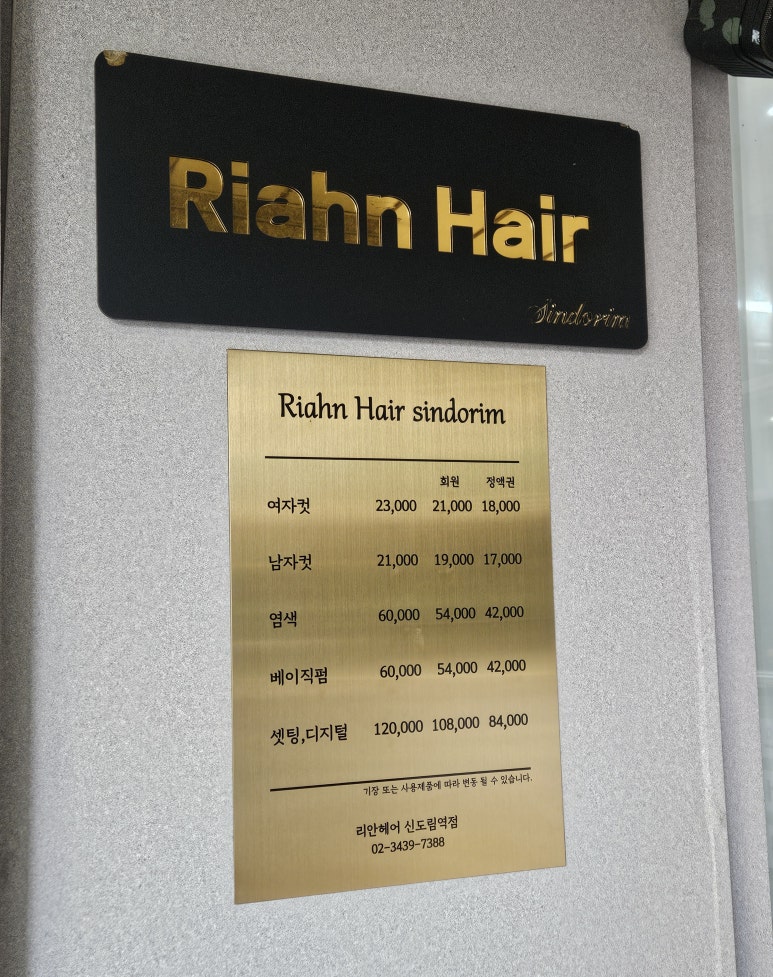 Riahn Hair
Sindorim
Riahn Hair sindorim
회원 정액권
여자컷 23,000 21,000 18,000
남자컷 21,000 19,000 17,000
염색 60,000 54,000 42,000
베이직펌 60,000 54,000 42,000
셋팅,디지털 120,000 108,000 84,000
기장 또는 사용제품에 따라 변동 될 수 있습니다.
리안헤어 신도림역점
02-3439-7388